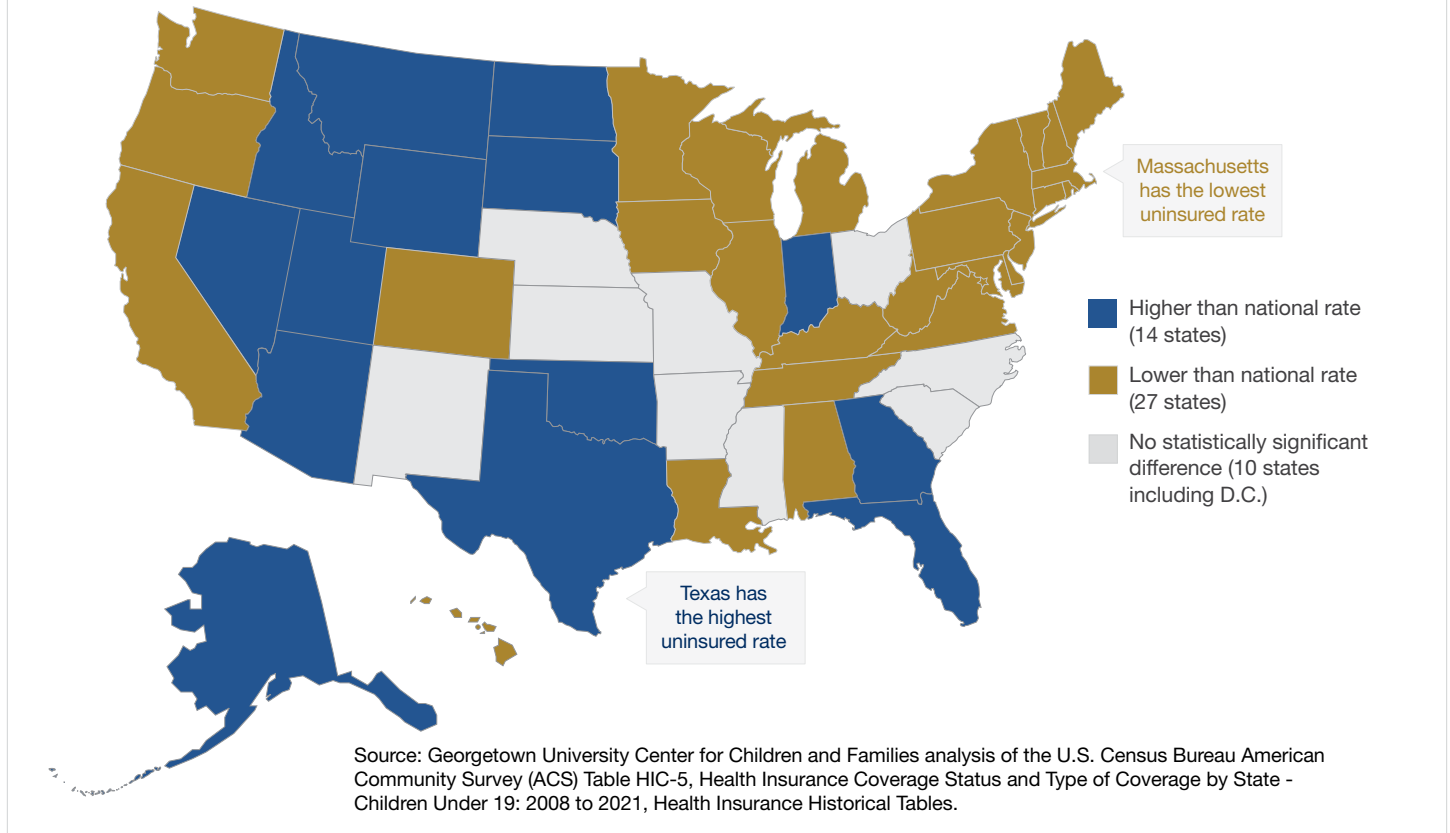 Massachusetts
has the lowest
uninsured rate
Higher than national rate
(14 states)
Lower than national rate
(27 states)
No statistically significant
difference (10 states
including D.C.)
Texas has
the highest
uninsured rate
Source: Georgetown University Center for Children and Families analysis of the U.S. Census Bureau American
Community Survey (ACS) Table HIC-5, Health Insurance Coverage Status and Type of Coverage by State -
Children Under 19: 2008 to 2021, Health Insurance Historical Tables.